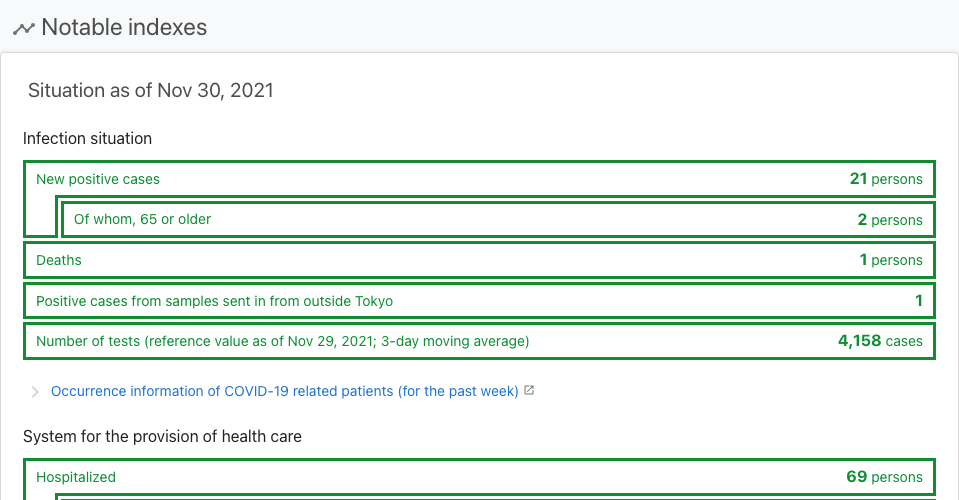 Notable indexes
Situation as of Nov 30, 2021
Infection situation
New positive cases 21 persons
Of whom, 65 or older 2 persons
Deaths 1 persons
Positive cases from samples sent in from outside Tokyo 1
Number of tests (reference value as of Nov 29, 2021; 3-day moving average) 4,158 cases
Occurrence information of COVID-19 related patients (for the past week)
System for the provision of health care
Hospitalized 69 persons